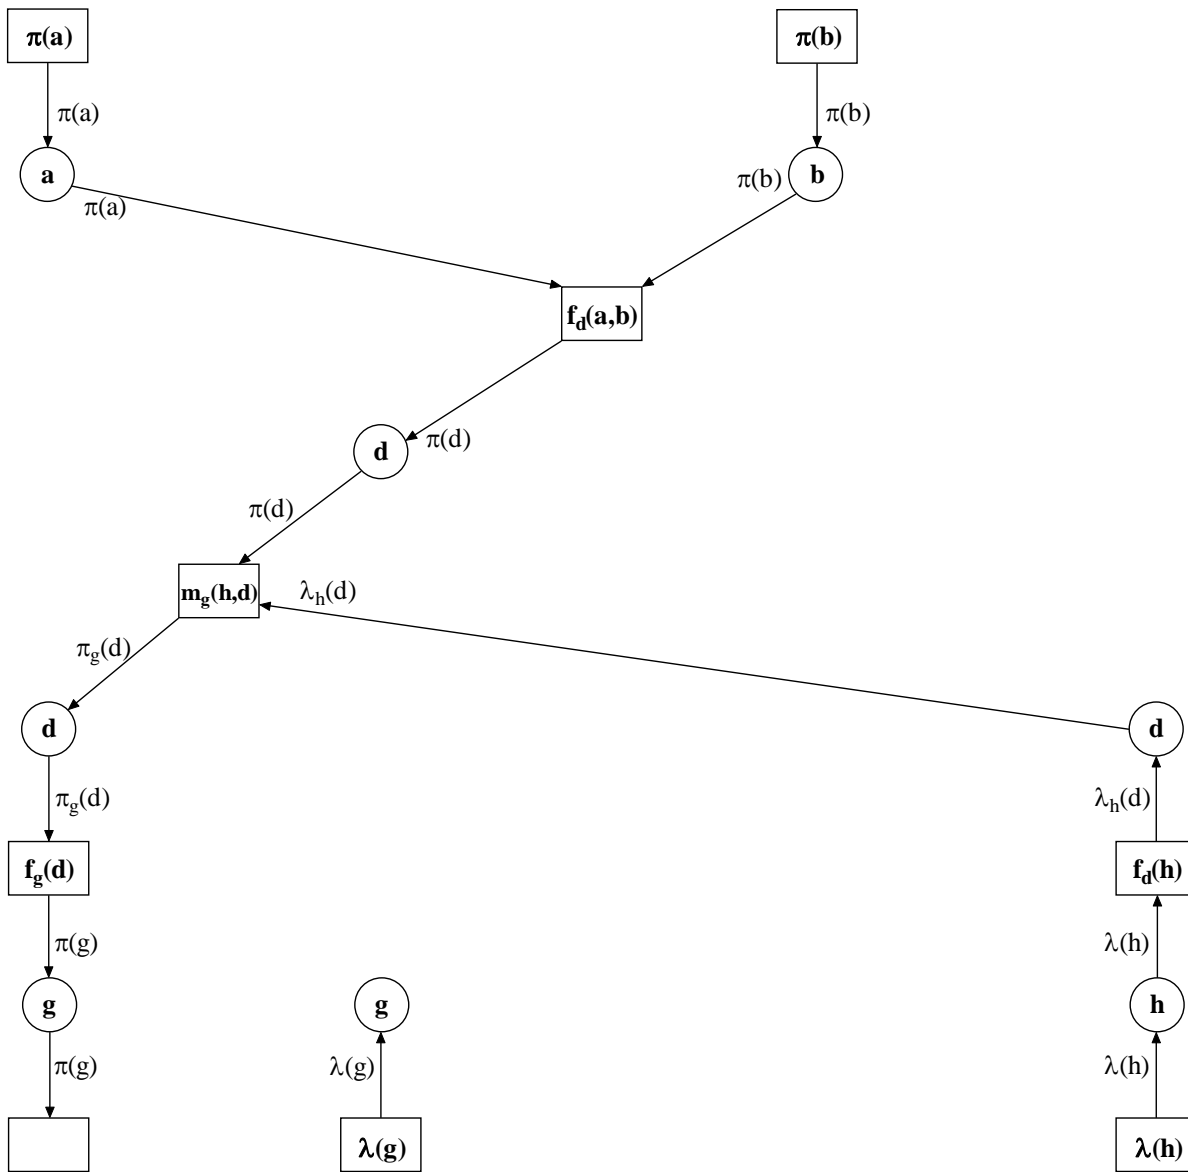 π(a) π(b)
π(a) π(b)
a b
π(a) π(b)
f_d(a,b)
d π(d)
π(d)
m_g(h,d) λ_h(d)
π_g(d)
d d
π_g(d) λ_h(d)
f_g(d) f_d(h)
π(g) λ(h)
g g h
π(g) λ(g) λ(h)
λ(g) λ(h)